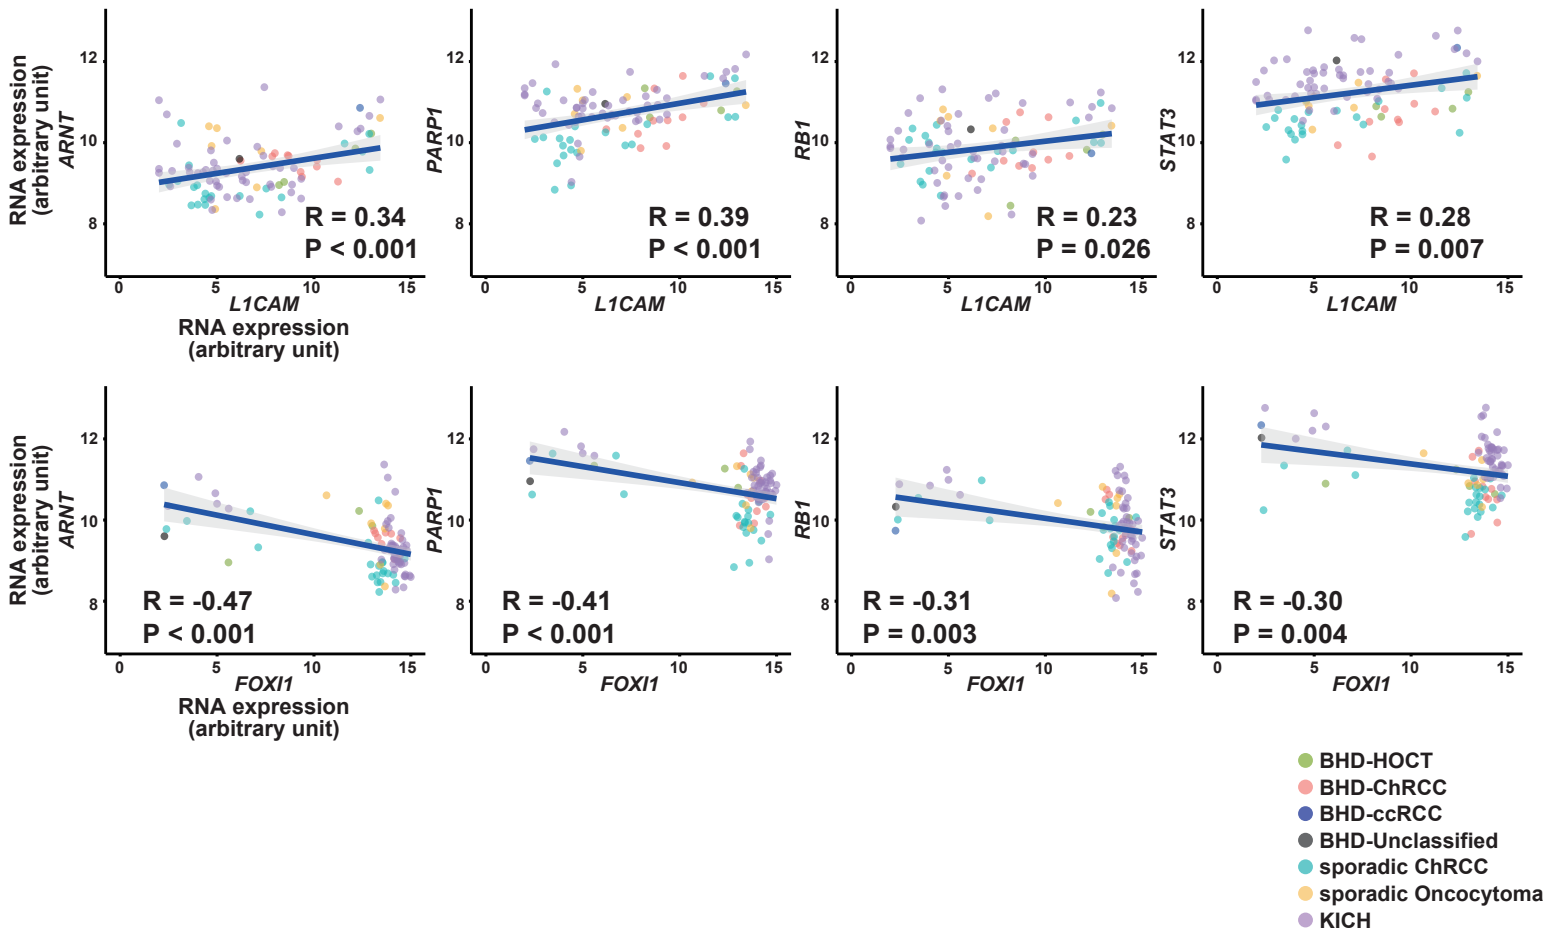 RNA expression
(arbitrary unit)
ARNT
12
10
8
R = 0.34
P < 0.001
0 5 10 15
L1CAM
RNA expression
(arbitrary unit)
PARP1
12
10
8
R = 0.39
P < 0.001
0 5 10 15
L1CAM
RB1
12
10
8
R = 0.23
P = 0.026
0 5 10 15
L1CAM
STAT3
12
10
8
R = 0.28
P = 0.007
0 5 10 15
L1CAM
RNA expression
(arbitrary unit)
ARNT
12
10
8
R = -0.47
P < 0.001
0 5 10 15
FOXI1
RNA expression
(arbitrary unit)
PARP1
12
10
8
R = -0.41
P < 0.001
0 5 10 15
FOXI1
RB1
12
10
8
R = -0.31
P = 0.003
0 5 10 15
FOXI1
STAT3
12
10
8
R = -0.30
P = 0.004
0 5 10 15
FOXI1
BHD-HOCT
BHD-ChRCC
BHD-ccRCC
BHD-Unclassified
sporadic ChRCC
sporadic Oncocytoma
KICH